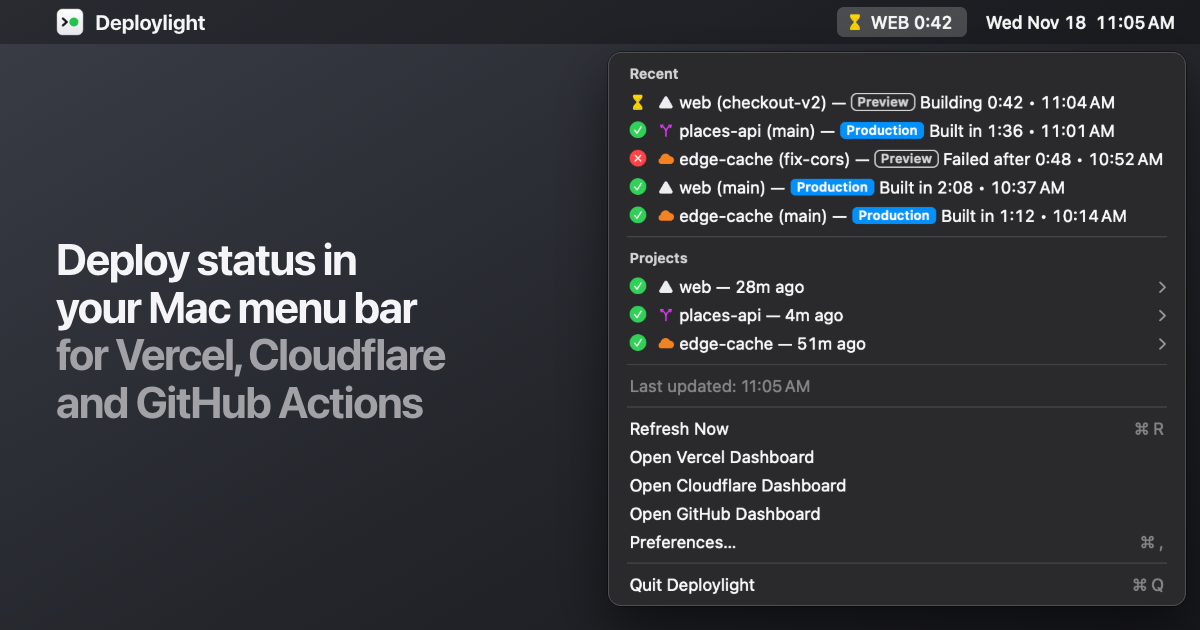 Deploylight
WEB 0:42
Wed Nov 18 11:05 AM
Deploy status in
your Mac menu bar
for Vercel, Cloudflare
and GitHub Actions
Recent
web (checkout-v2) — Preview Building 0:42 • 11:04 AM
places-api (main) — Production Built in 1:36 • 11:01 AM
edge-cache (fix-cors) — Preview Failed after 0:48 • 10:52 AM
web (main) — Production Built in 2:08 • 10:37 AM
edge-cache (main) — Production Built in 1:12 • 10:14 AM
Projects
web — 28m ago
places-api — 4m ago
edge-cache — 51m ago
Last updated: 11:05 AM
Refresh Now ⌘ R
Open Vercel Dashboard
Open Cloudflare Dashboard
Open GitHub Dashboard
Preferences... ⌘ ,
Quit Deploylight ⌘ Q